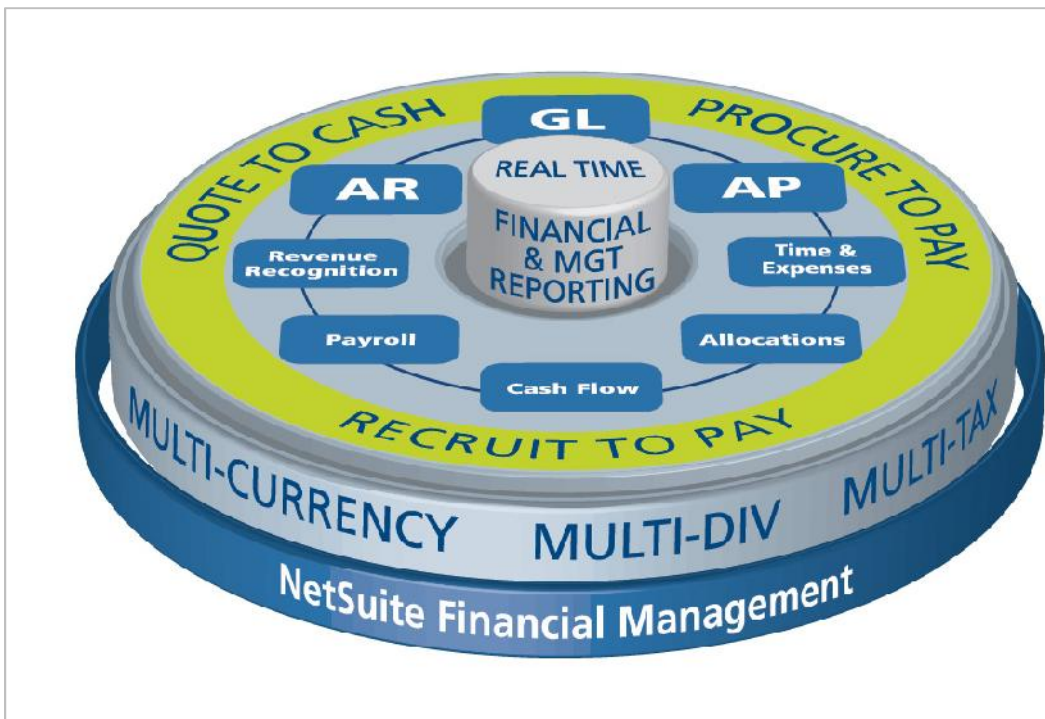 QUOTE TO CASH
PROCURE TO PAY
GL
REAL TIME
AR
AP
FINANCIAL
& MGT
REPORTING
Revenue
Recognition
Time &
Expenses
Payroll
Allocations
Cash Flow
RECRUIT TO PAY
MULTI-CURRENCY
MULTI-DIV
MULTI-TAX
NetSuite Financial Management